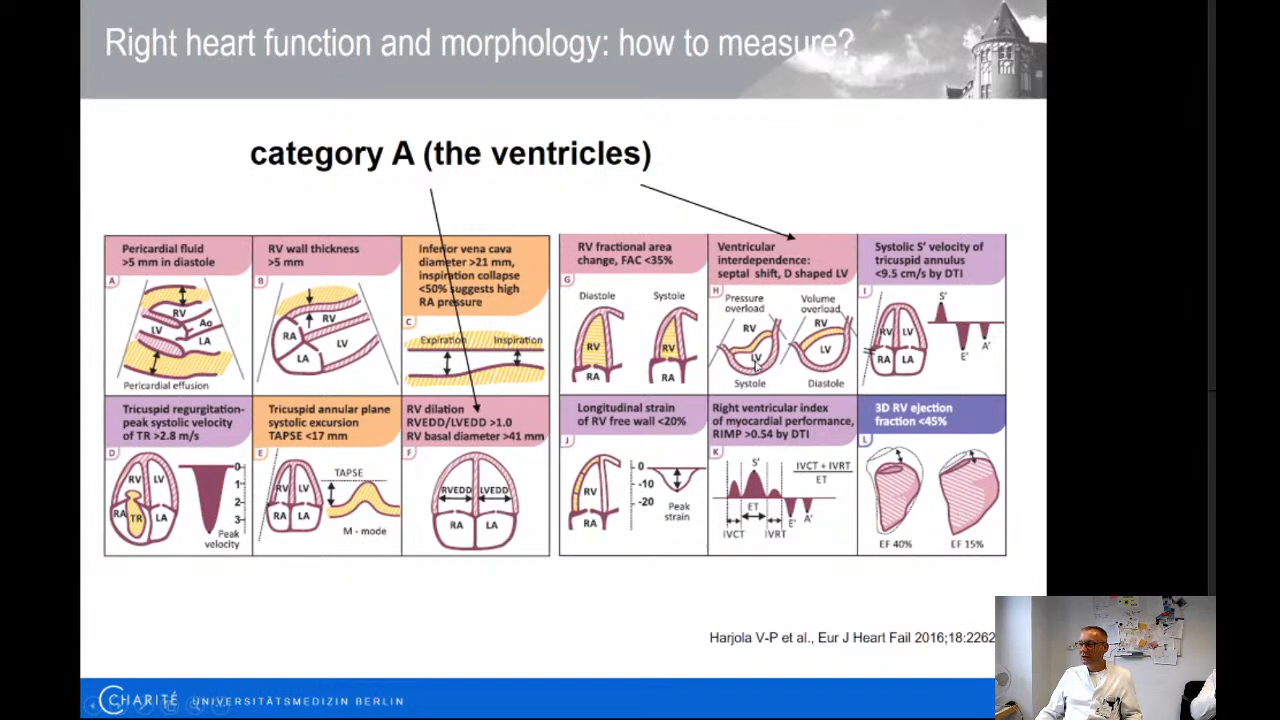 Right heart function and morphology: how to measure?
category A (the ventricles)
Pericardial fluid
>5 mm in diastole
A
RV
LV
Ao
LA
Pericardial effusion
RV wall thickness
>5 mm
B
RA
RV
LV
LA
Inferior vena cava
diameter >21 mm,
inspiration collapse
<50% suggests high
RA pressure
C
Expiration
Inspiration
Tricuspid regurgitation-
peak systolic velocity
of TR >2.8 m/s
D
RV LV
RA TR LA
0
1
2
3
Peak
velocity
Tricuspid annular plane
systolic excursion
TAPSE <17 mm
E
RV LV
RA LA
TAPSE
M - mode
RV dilation
RVEDD/LVEDD >1.0
RV basal diameter >41 mm
F
RVEDD LVEDD
RA LA
RV fractional area
change, FAC <35%
G
Diastole Systole
RV RV
RA RA
Ventricular
interdependence:
septal shift, D shaped LV
H
Pressure
overload
Volume
overload
RV
LV
RV
LV
Systole Diastole
Systolic S' velocity of
tricuspid annulus
<9.5 cm/s by DTI
I
RV LV
RA LA
S'
E' A'
Longitudinal strain
of RV free wall <20%
J
RV
RA
0
-10
-20
Peak
strain
Right ventricular index
of myocardial performance,
RIMP >0.54 by DTI
K
S'
IVCT + IVRT
ET
ET
E' A'
IVCT IVRT
3D RV ejection
fraction <45%
L
EF 40% EF 15%
Harjola V-P et al., Eur J Heart Fail 2016;18:2262
CHARITÉ UNIVERSITÄTSMEDIZIN BERLIN